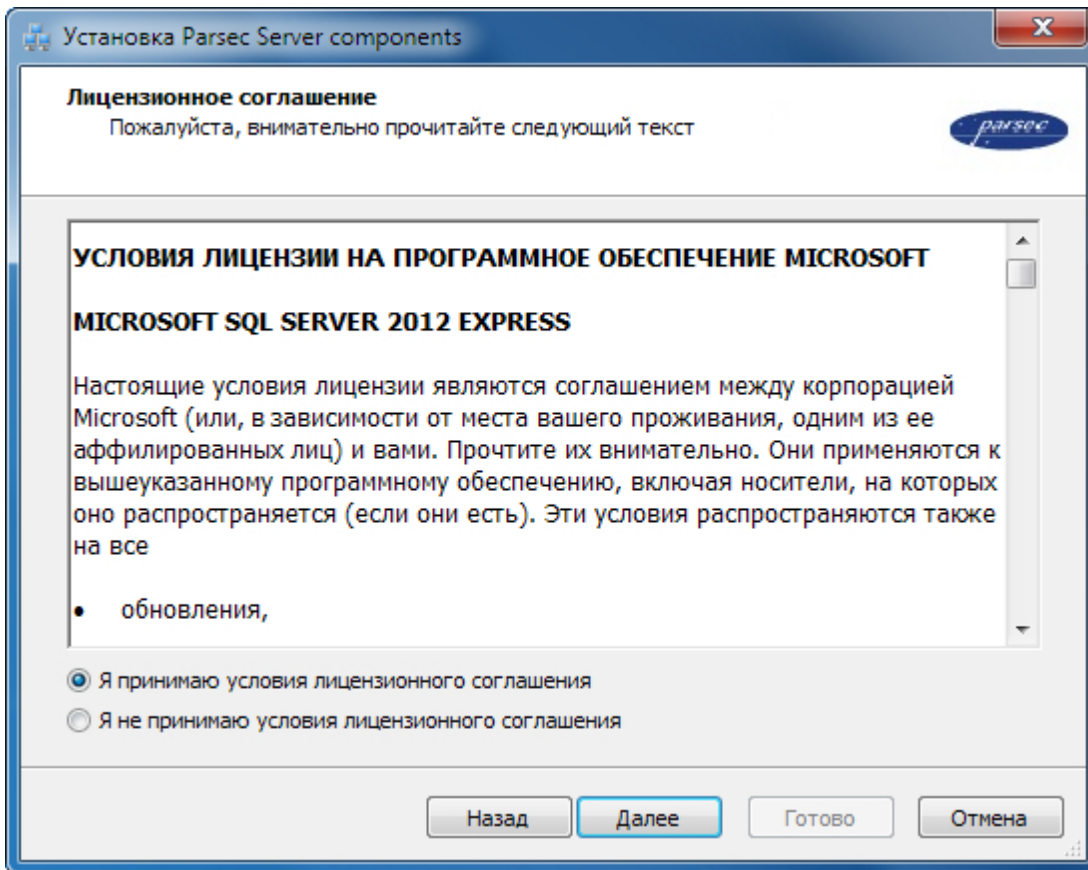 Установка Parsec Server components
Лицензионное соглашение
Пожалуйста, внимательно прочитайте следующий текст
parsec
УСЛОВИЯ ЛИЦЕНЗИИ НА ПРОГРАММНОЕ ОБЕСПЕЧЕНИЕ MICROSOFT
MICROSOFT SQL SERVER 2012 EXPRESS
Настоящие условия лицензии являются соглашением между корпорацией
Microsoft (или, в зависимости от места вашего проживания, одним из ее
аффилированных лиц) и вами. Прочтите их внимательно. Они применяются к
вышеуказанному программному обеспечению, включая носители, на которых
оно распространяется (если они есть). Эти условия распространяются также
на все
• обновления,
Я принимаю условия лицензионного соглашения
Я не принимаю условия лицензионного соглашения
Назад Далее Готово Отмена